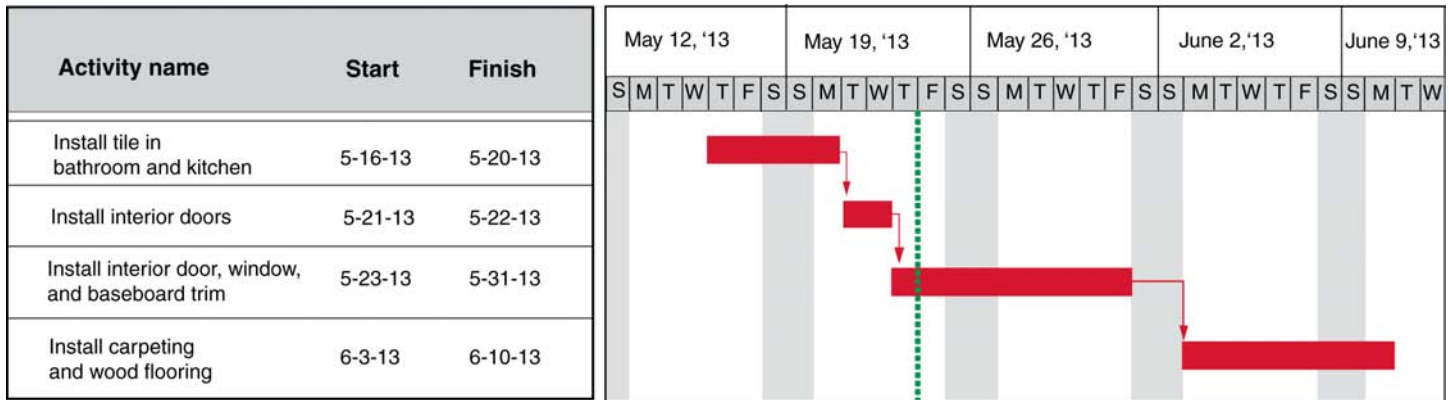 Activity name Start Finish
May 12, ‘13 May 19, ‘13 May 26, ‘13 June 2,‘13 June 9,‘13
S M T W T F S S M T W T F S S M T W T F S S M T W T F S S M T W
Install tile in
bathroom and kitchen 5-16-13 5-20-13
Install interior doors 5-21-13 5-22-13
Install interior door, window,
and baseboard trim 5-23-13 5-31-13
Install carpeting
and wood flooring 6-3-13 6-10-13